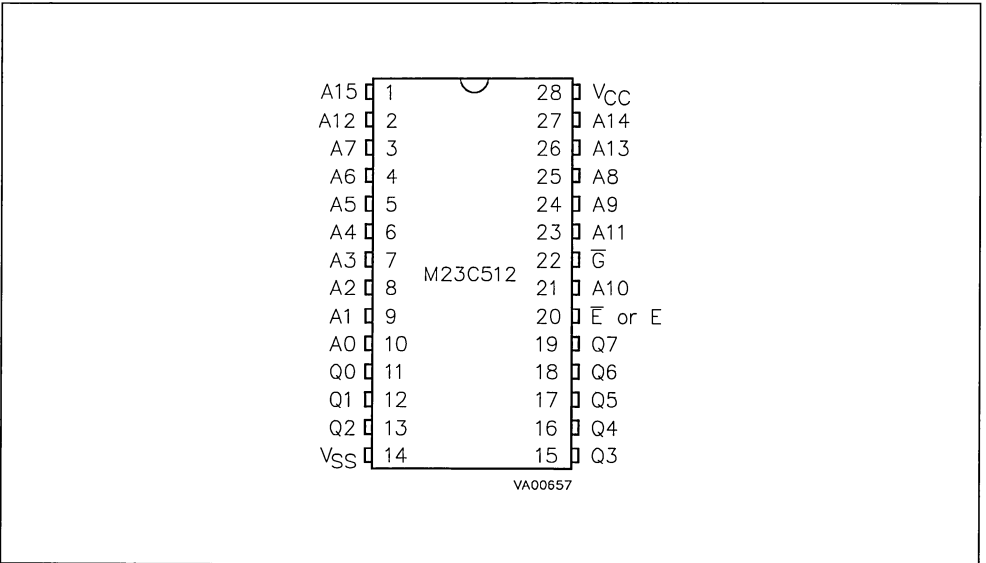 A15 1 28 VCC
A12 2 27 A14
A7 3 26 A13
A6 4 25 A8
A5 5 24 A9
A4 6 23 A11
A3 7 22 G̅
M23C512
A2 8 21 A10
A1 9 20 E̅ or E
A0 10 19 Q7
Q0 11 18 Q6
Q1 12 17 Q5
Q2 13 16 Q4
VSS 14 15 Q3
VA00657